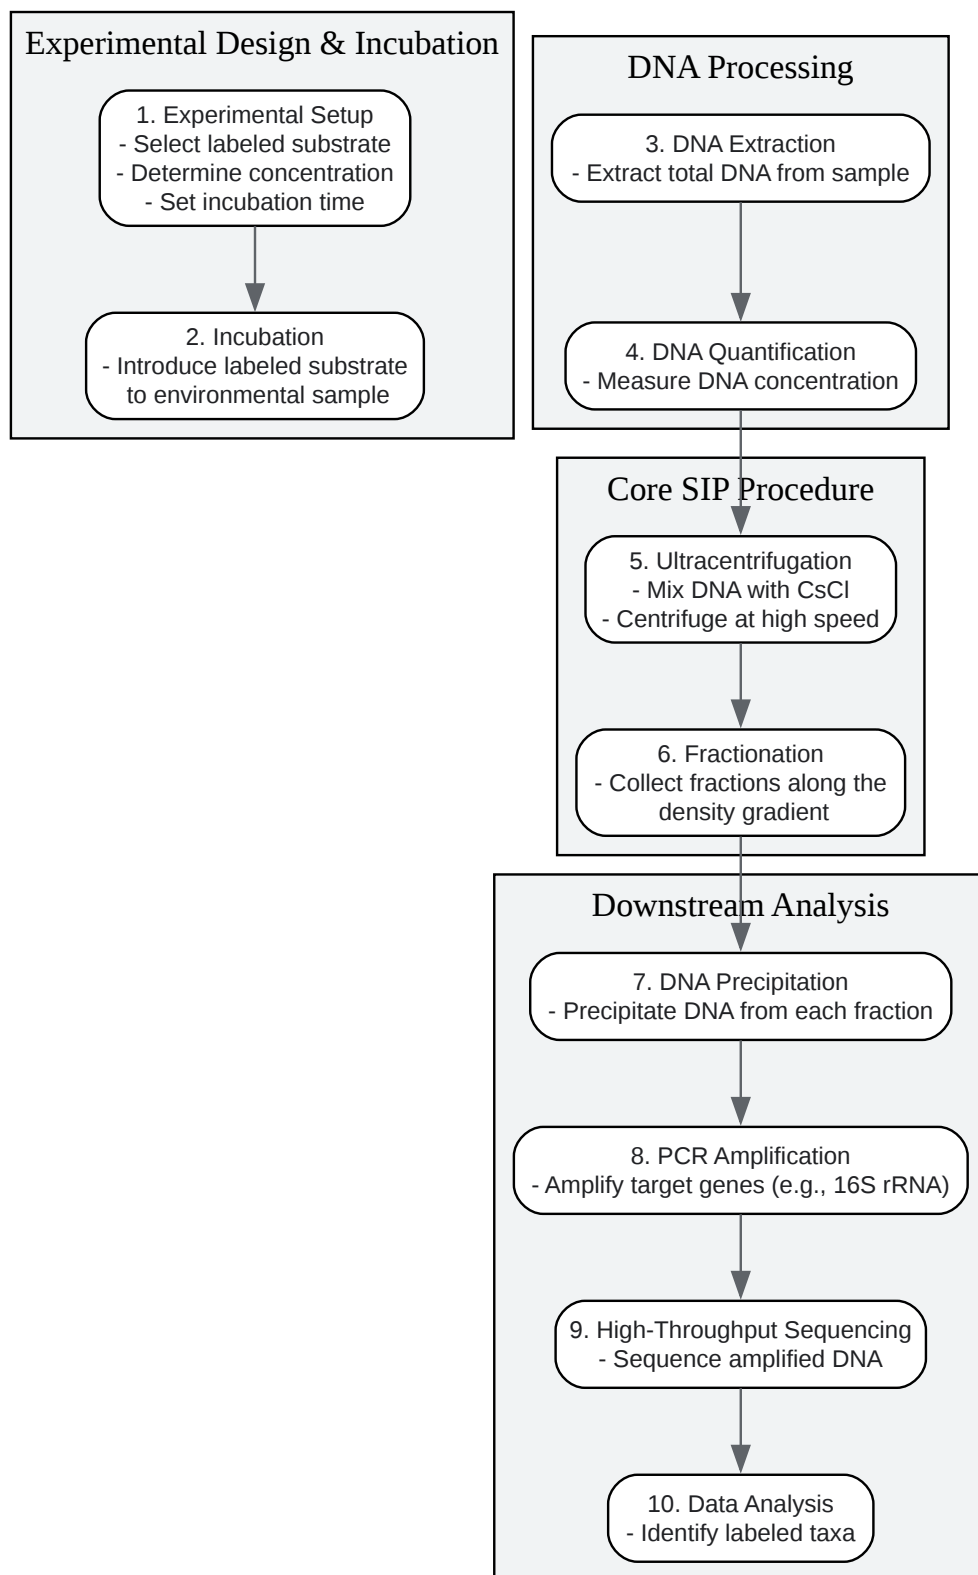 Experimental Design & Incubation
1. Experimental Setup
- Select labeled substrate
- Determine concentration
- Set incubation time
2. Incubation
- Introduce labeled substrate
to environmental sample
DNA Processing
3. DNA Extraction
- Extract total DNA from sample
4. DNA Quantification
- Measure DNA concentration
Core SIP Procedure
5. Ultracentrifugation
- Mix DNA with CsCl
- Centrifuge at high speed
6. Fractionation
- Collect fractions along the
density gradient
Downstream Analysis
7. DNA Precipitation
- Precipitate DNA from each fraction
8. PCR Amplification
- Amplify target genes (e.g., 16S rRNA)
9. High-Throughput Sequencing
- Sequence amplified DNA
10. Data Analysis
- Identify labeled taxa